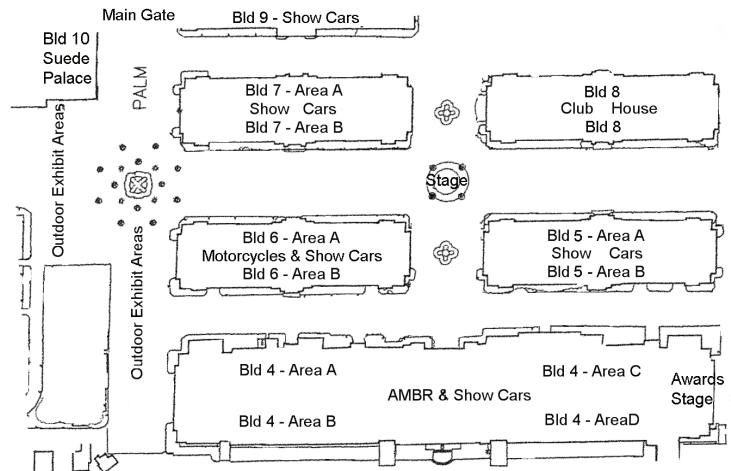 Main Gate
Bld 9 - Show Cars
Bld 10
Suede
Palace
PALM
Bld 7 - Area A
Show Cars
Bld 7 - Area B
Bld 8
Club House
Bld 8
Outdoor Exhibit Areas
Stage
Outdoor Exhibit Areas
Bld 6 - Area A
Motorcycles & Show Cars
Bld 6 - Area B
Bld 5 - Area A
Show Cars
Bld 5 - Area B
Bld 4 - Area A
Bld 4 - Area C
AMBR & Show Cars
Awards
Stage
Bld 4 - Area B
Bld 4 - AreaD